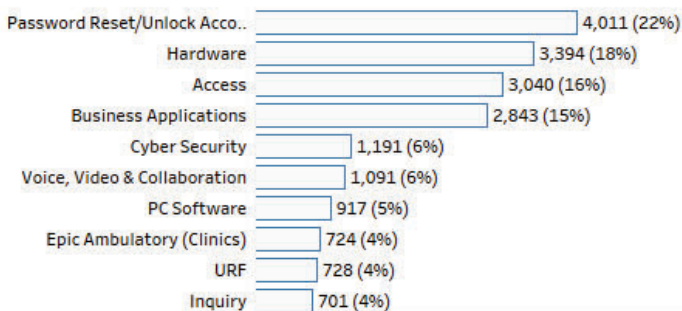 Password Reset/Unlock Acco.. 4,011 (22%)
Hardware 3,394 (18%)
Access 3,040 (16%)
Business Applications 2,843 (15%)
Cyber Security 1,191 (6%)
Voice, Video & Collaboration 1,091 (6%)
PC Software 917 (5%)
Epic Ambulatory (Clinics) 724 (4%)
URF 728 (4%)
Inquiry 701 (4%)